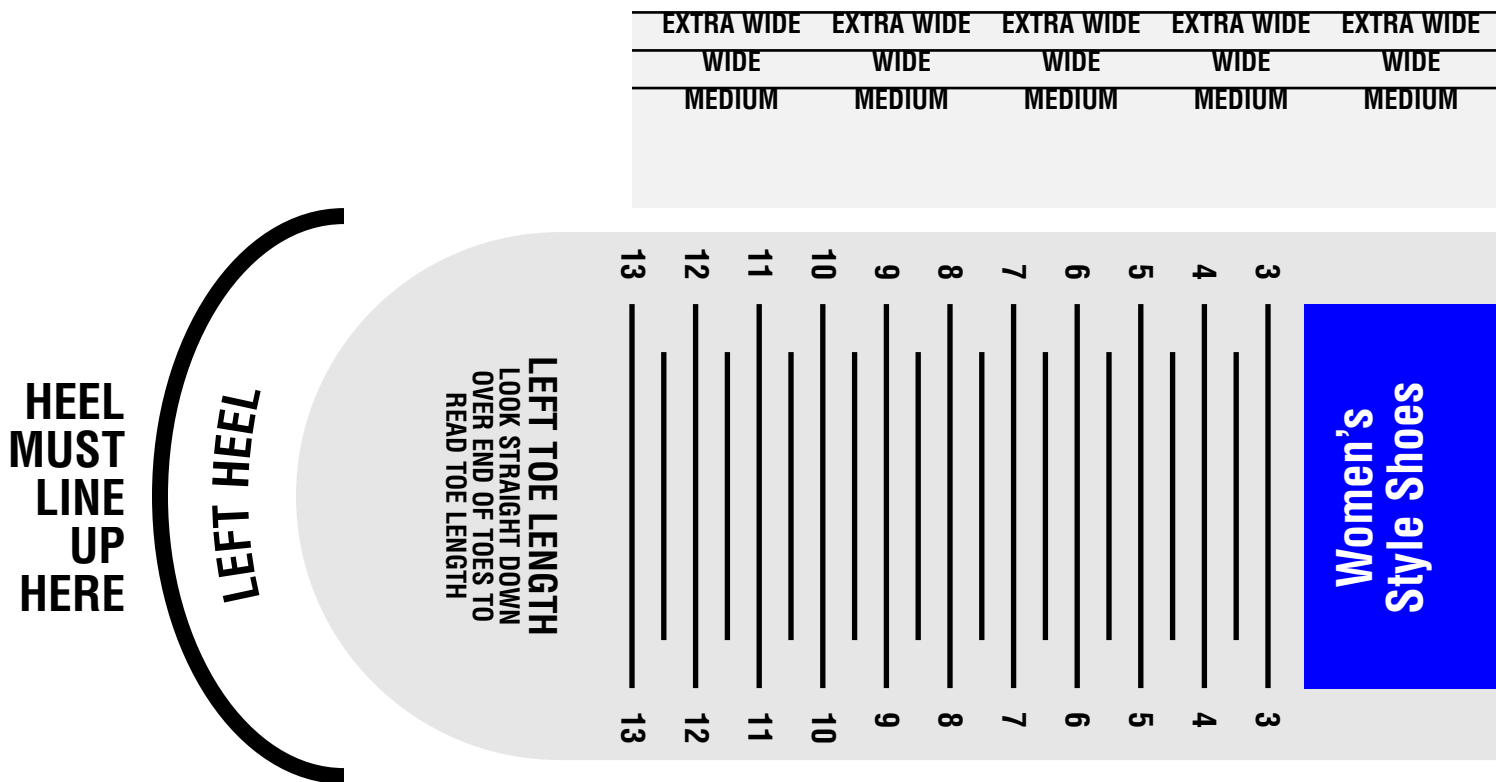 EXTRA WIDE EXTRA WIDE EXTRA WIDE EXTRA WIDE EXTRA WIDE
WIDE WIDE WIDE WIDE WIDE
MEDIUM MEDIUM MEDIUM MEDIUM MEDIUM
HEEL
MUST
LINE
UP
HERE
LEFT HEEL
LEFT TOE LENGTH
LOOK STRAIGHT DOWN
OVER END OF TOES TO
READ TOE LENGTH
13 12 11 10 9 8 7 6 5 4 3
13 12 11 10 9 8 7 6 5 4 3
Women's
Style Shoes